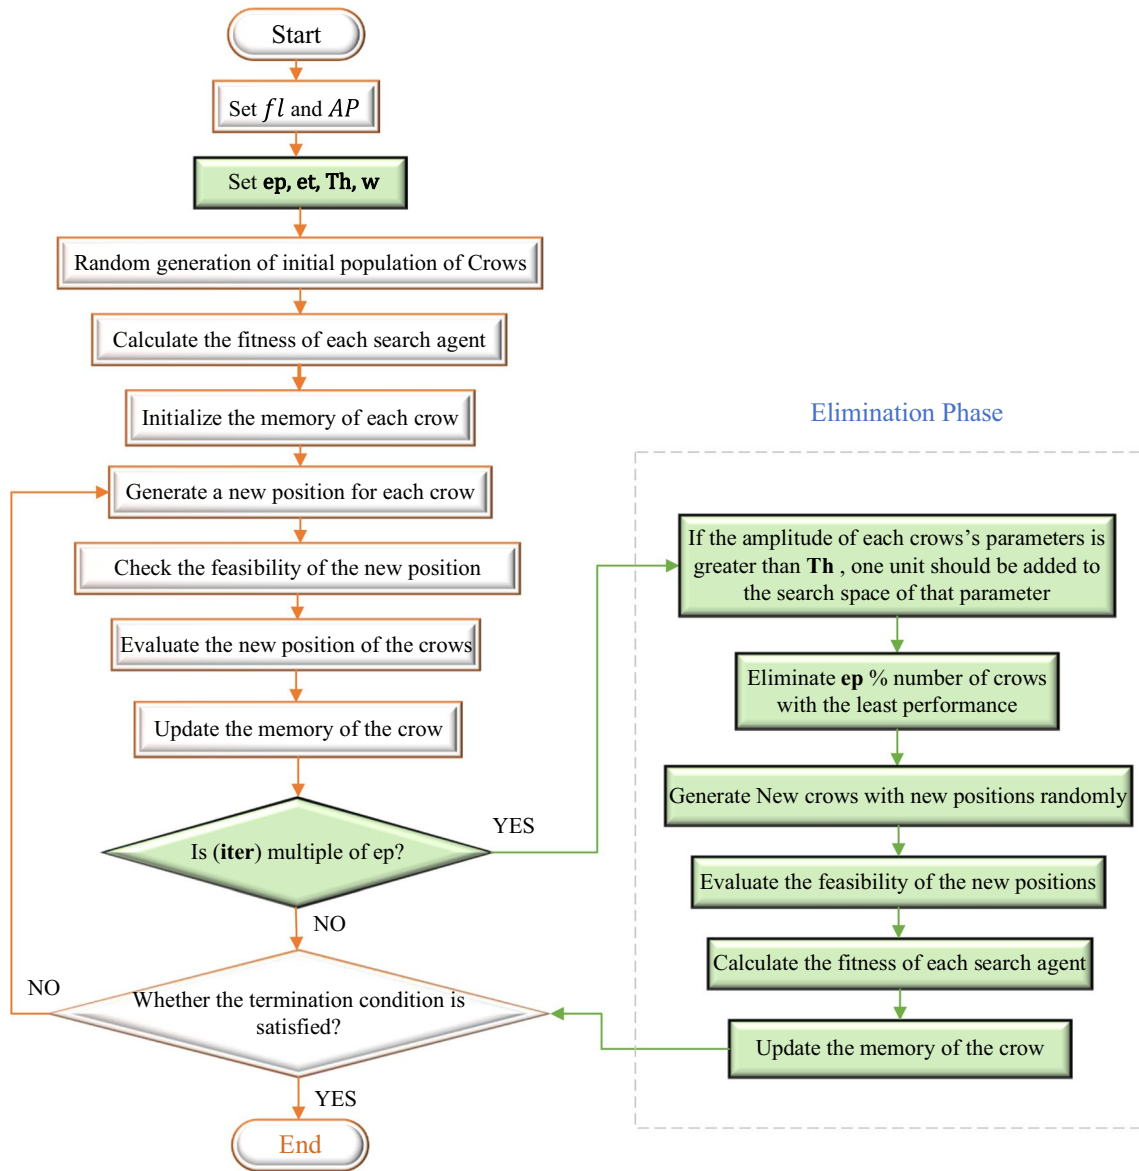 Start
Set fl and AP
Set ep, et, Th, w
Random generation of initial population of Crows
Calculate the fitness of each search agent
Initialize the memory of each crow
Generate a new position for each crow
Check the feasibility of the new position
Evaluate the new position of the crows
Update the memory of the crow
Is (iter) multiple of ep?
YES
NO
Whether the termination condition is
satisfied?
NO
YES
End
Elimination Phase
If the amplitude of each crows's parameters is
greater than Th , one unit should be added to
the search space of that parameter
Eliminate ep % number of crows
with the least performance
Generate New crows with new positions randomly
Evaluate the feasibility of the new positions
Calculate the fitness of each search agent
Update the memory of the crow